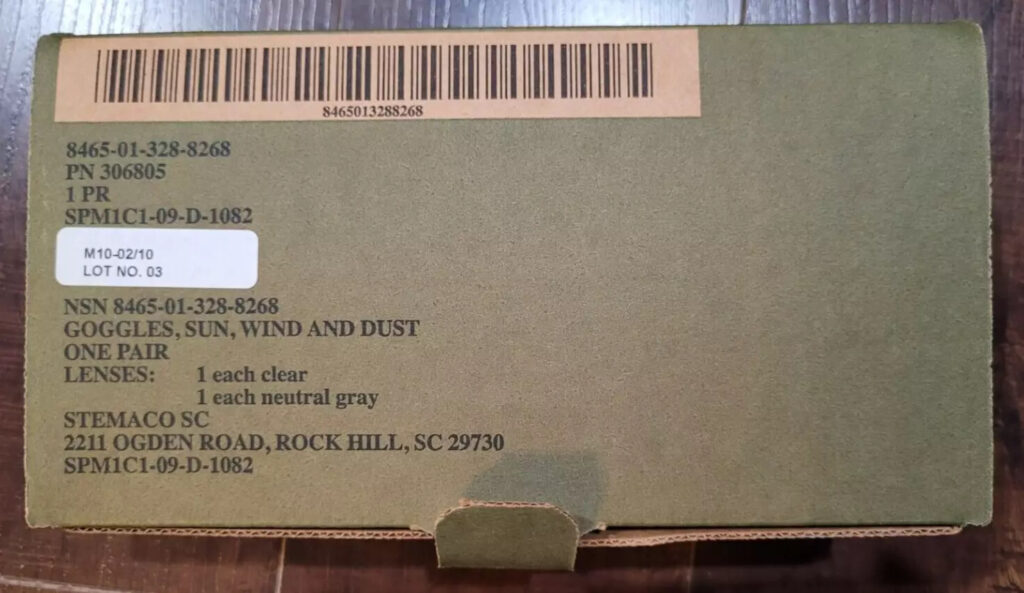 8465013288268
8465-01-328-8268
PN 306805
1 PR
SPM1C1-09-D-1082
M10-02/10
LOT NO. 03
NSN 8465-01-328-8268
GOGGLES, SUN, WIND AND DUST
ONE PAIR
LENSES: 1 each clear
1 each neutral gray
STEMACO SC
2211 OGDEN ROAD, ROCK HILL, SC 29730
SPM1C1-09-D-1082